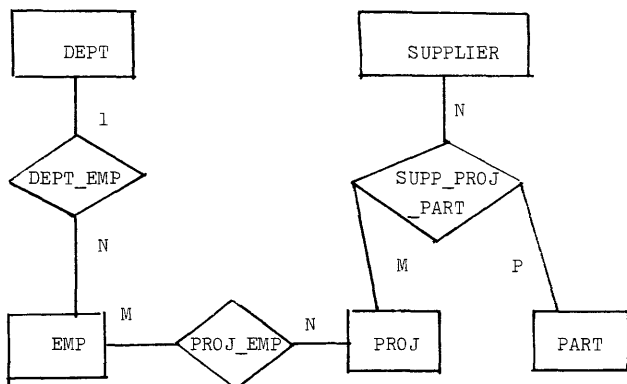 DEPT
SUPPLIER
1
N
DEPT_EMP
SUPP_PROJ
_PART
N
M
P
M
N
EMP
PROJ_EMP
PROJ
PART